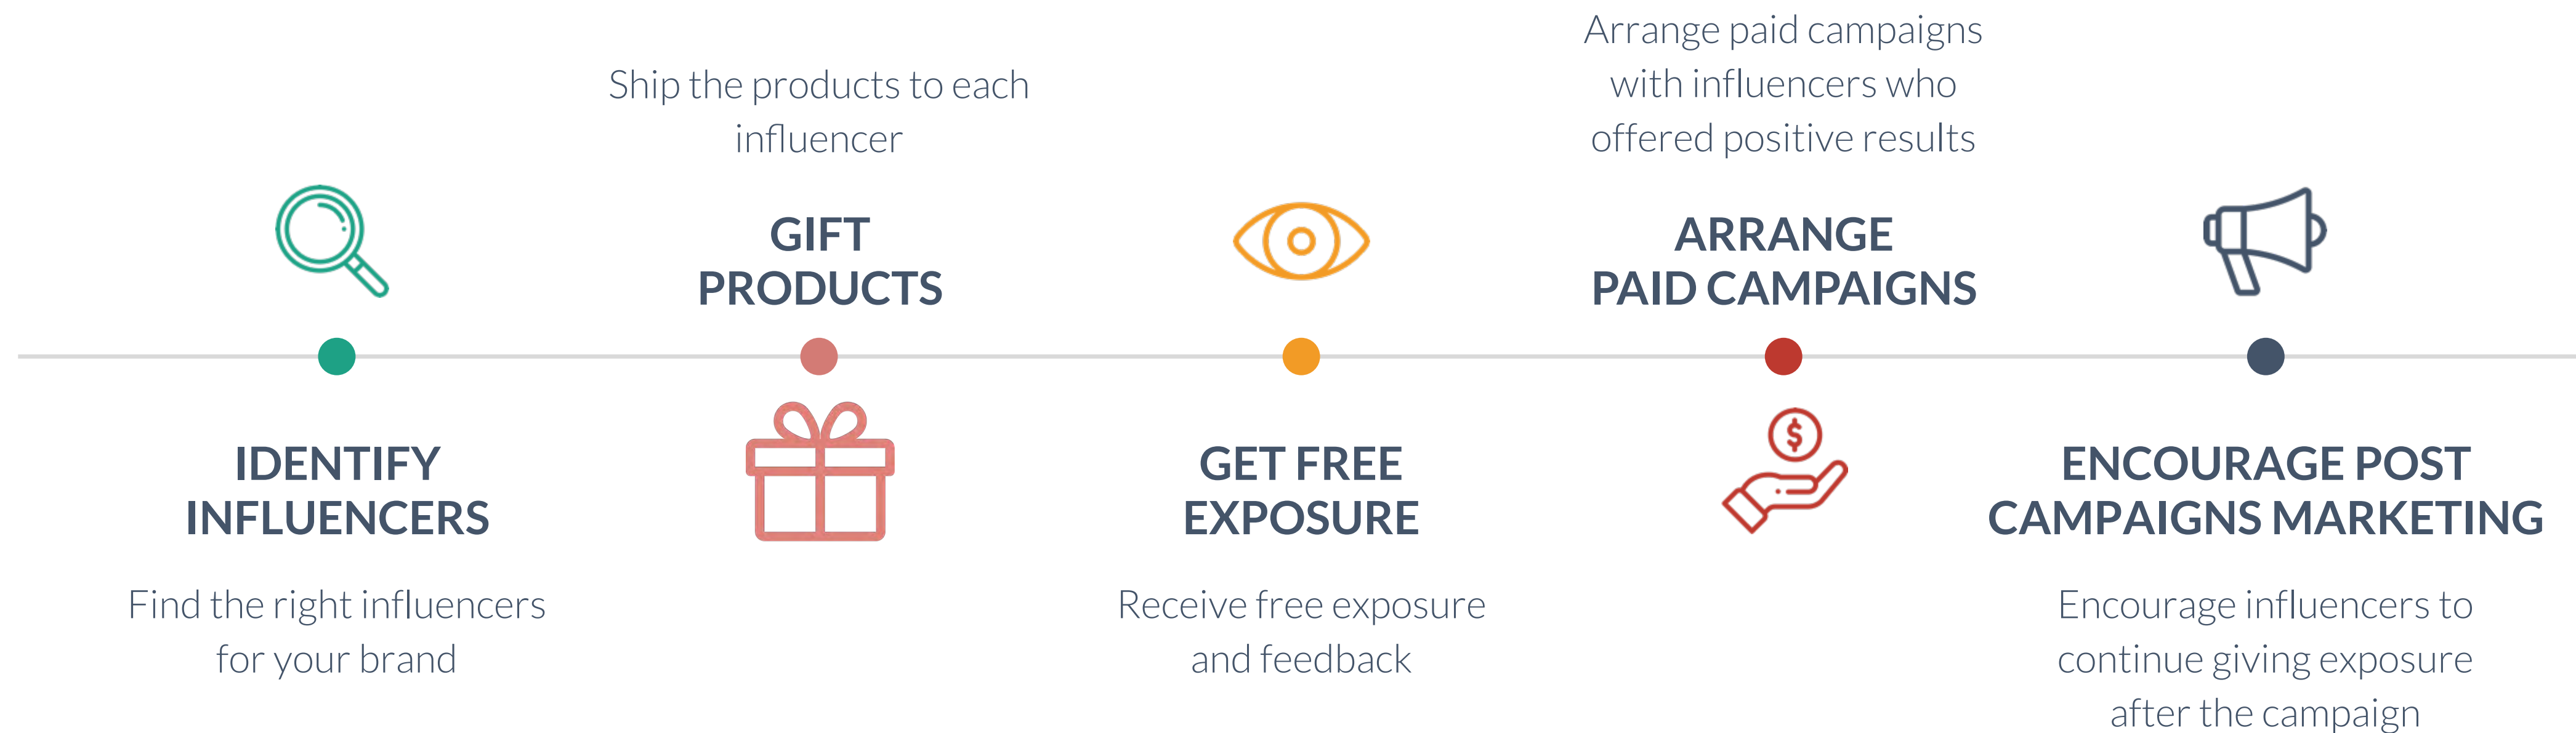 IDENTIFY
INFLUENCERS
Find the right influencers
for your brand
Ship the products to each
influencer
GIFT
PRODUCTS
GET FREE
EXPOSURE
Receive free exposure
and feedback
Arrange paid campaigns
with influencers who
offered positive results
ARRANGE
PAID CAMPAIGNS
$
ENCOURAGE POST
CAMPAIGNS MARKETING
Encourage influencers to
continue giving exposure
after the campaign